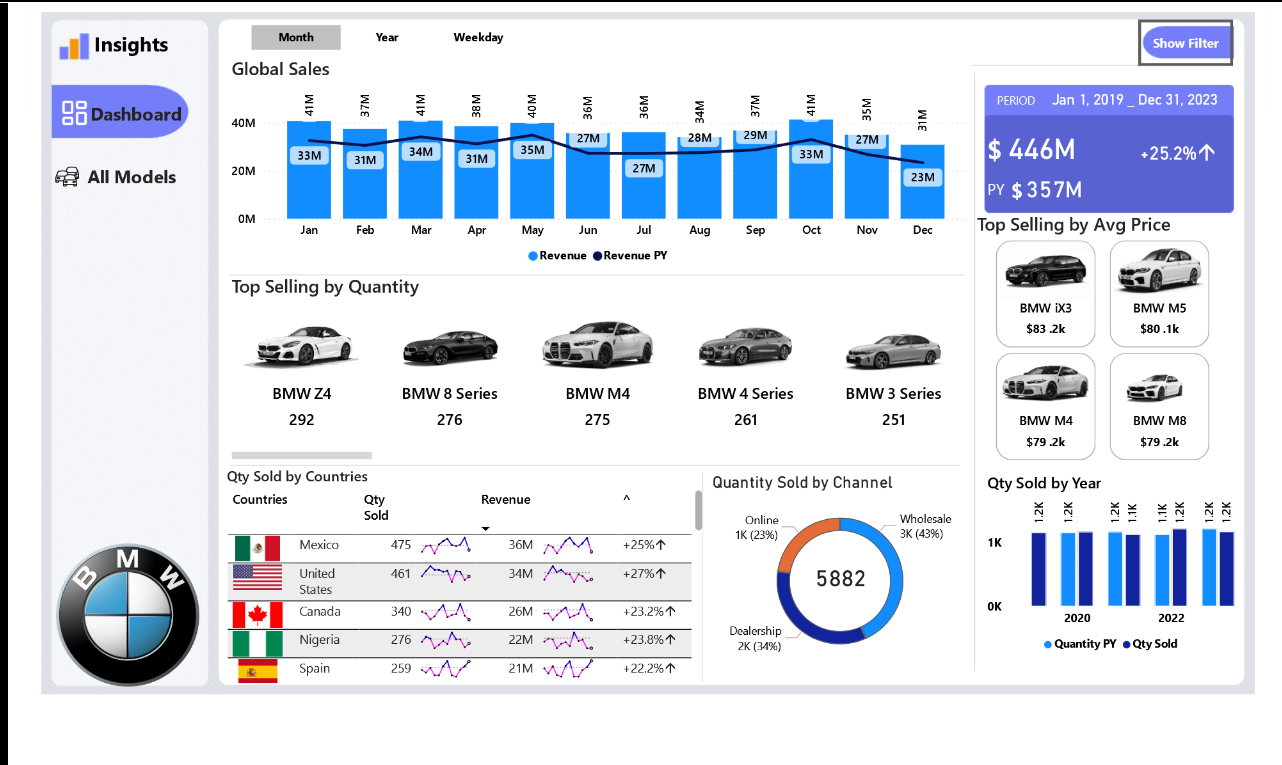 Insights
Dashboard
All Models
BMW
Month Year Weekday
Show Filter
Global Sales
41M 37M 41M 38M 40M 36M 36M 34M 37M 41M 35M 31M
40M
20M
0M
33M 31M 34M 31M 35M 27M 27M 28M 29M 33M 27M 23M
Jan Feb Mar Apr May Jun Jul Aug Sep Oct Nov Dec
Revenue Revenue PY
PERIOD Jan 1, 2019 _ Dec 31, 2023
$ 446M +25.2%↑
PY $ 357M
Top Selling by Avg Price
BMW iX3
$83 .2k
BMW M5
$80 .1k
BMW M4
$79 .2k
BMW M8
$79 .2k
Top Selling by Quantity
BMW Z4 BMW 8 Series BMW M4 BMW 4 Series BMW 3 Series
292 276 275 261 251
Qty Sold by Countries
Countries Qty Sold Revenue ^
Mexico 475 36M +25%↑
United States 461 34M +27%↑
Canada 340 26M +23.2%↑
Nigeria 276 22M +23.8%↑
Spain 259 21M +22.2%↑
Quantity Sold by Channel
Online
1K (23%)
Wholesale
3K (43%)
5882
Dealership
2K (34%)
Qty Sold by Year
1.2K 1.2K 1.2K 1.1K 1.1K 1.2K 1.2K 1.2K
1K
0K
2020 2022
Quantity PY Qty Sold